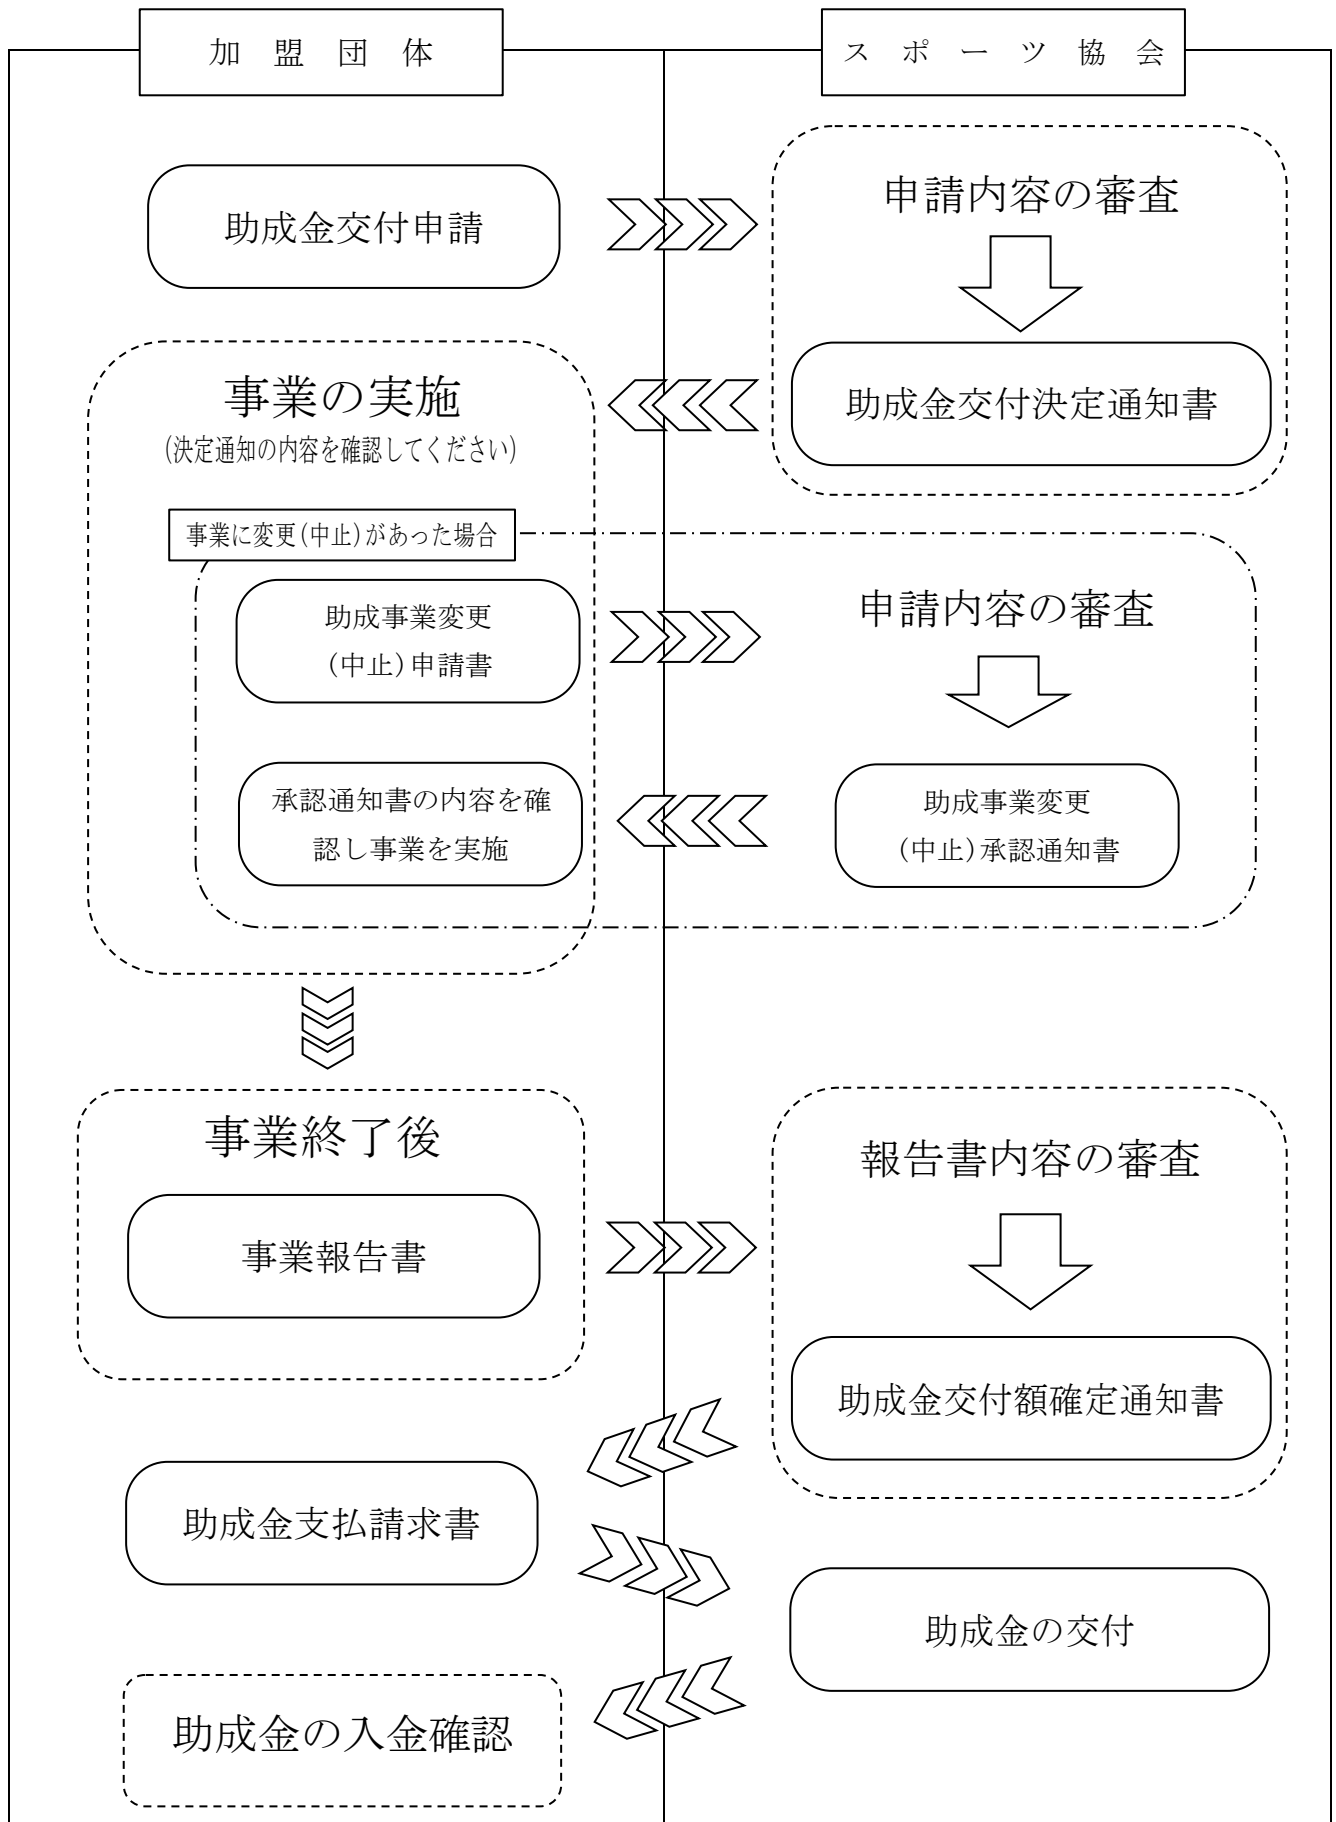 加盟団体
スポーツ協会
助成金交付申請
申請内容の審査
助成金交付決定通知書
事業の実施
(決定通知の内容を確認してください)
事業に変更(中止)があった場合
助成事業変更
(中止)申請書
申請内容の審査
助成事業変更
(中止)承認通知書
承認通知書の内容を確
認し事業を実施
事業終了後
事業報告書
報告書内容の審査
助成金交付額確定通知書
助成金支払請求書
助成金の交付
助成金の入金確認